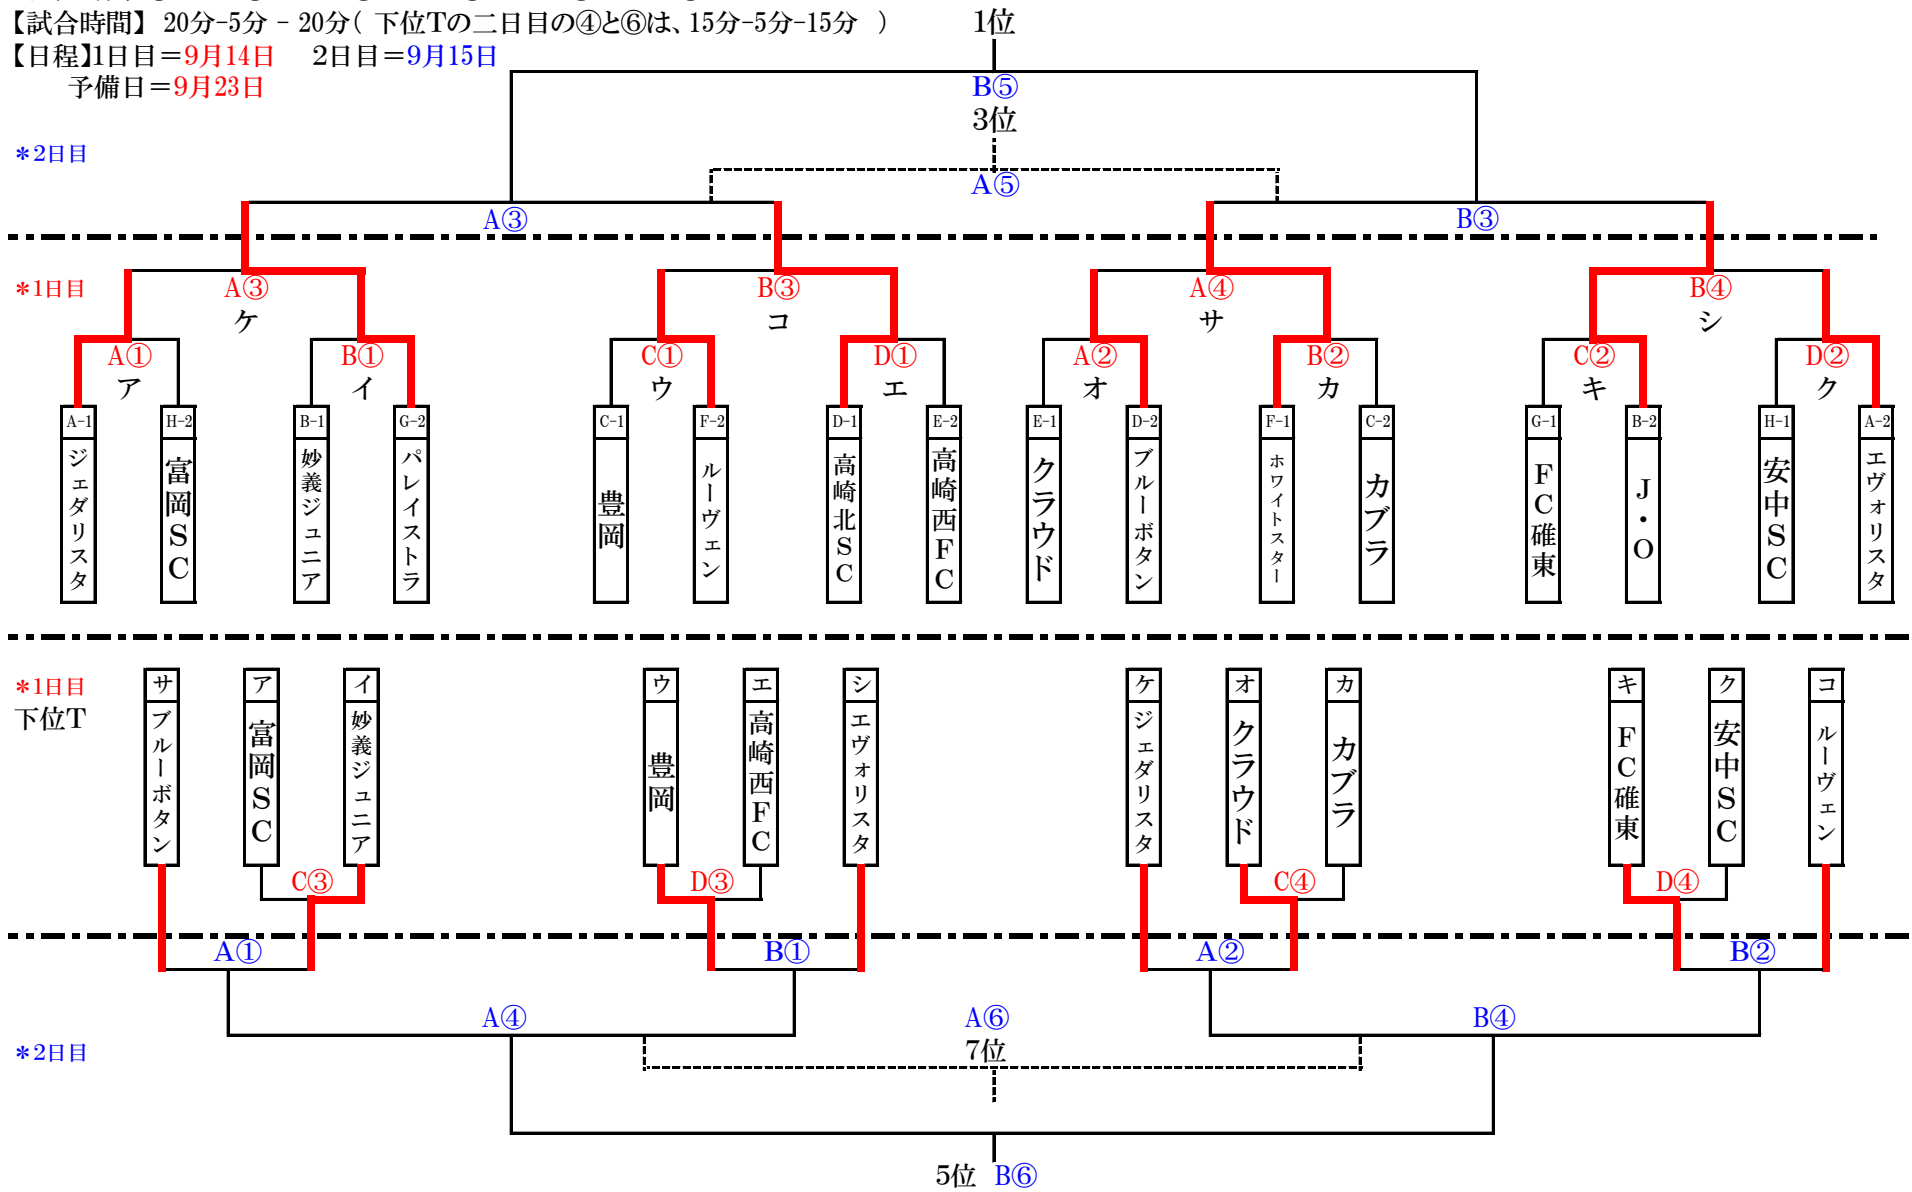 【試合時間】 20分-5分 - 20分( 下位Tの二日目の④と⑥は、15分-5分-15分 )
1位
【日程】1日目＝9月14日 2日目＝9月15日
予備日＝9月23日
B⑤
3位
＊2日目
A⑤
A③ B③
＊1日目
A③ B③ A④ B④
ケ コ サ シ
A① B① C① D① A② B② C② D②
ア イ ウ エ オ カ キ ク
A-1 H-2 B-1 G-2 C-1 F-2 D-1 E-2 E-1 D-2 F-1 C-2 G-1 B-2 H-1 A-2
ジェダリスタ
富岡SC
妙義ジュニア
パレイストラ
豊岡
ルーヴェン
高崎北SC
高崎西FC
クラウド
ブルーボタン
ホワイトスター
カブラ
FC碓東
J・O
安中SC
エヴォリスタ
＊1日目
下位T
サ ア イ ウ エ シ ケ オ カ キ ク コ
ブルーボタン
富岡SC
妙義ジュニア
豊岡
高崎西FC
エヴォリスタ
ジェダリスタ
クラウド
カブラ
FC碓東
安中SC
ルーヴェン
C③ D③ C④ D④
A① B① A② B②
A④ A⑥ B④
7位
＊2日目
5位 B⑥